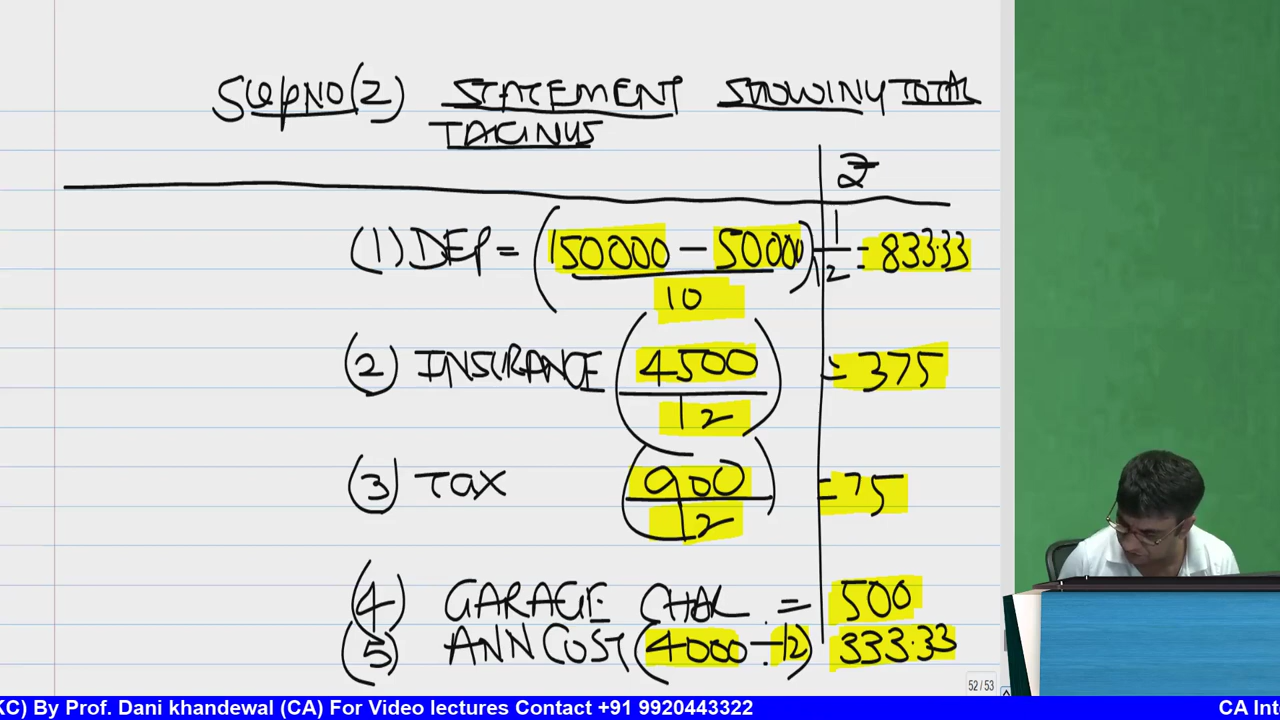 Step NO (2) STATEMENT SHOWING TOTAL
₹
(1) DEP = (150000 - 50000 / 10) 1/12 = 833.33
(2) INSURANCE (4500 / 12) = 375
(3) TAX (900 / 12) = 75
(4) GARAGE CHAR. = 500
(5) ANN COST (4000 ÷ 12) 333.33
52 / 53
KC) By Prof. Dani khandewal (CA) For Video lectures Contact +91 9920443322 CA Int